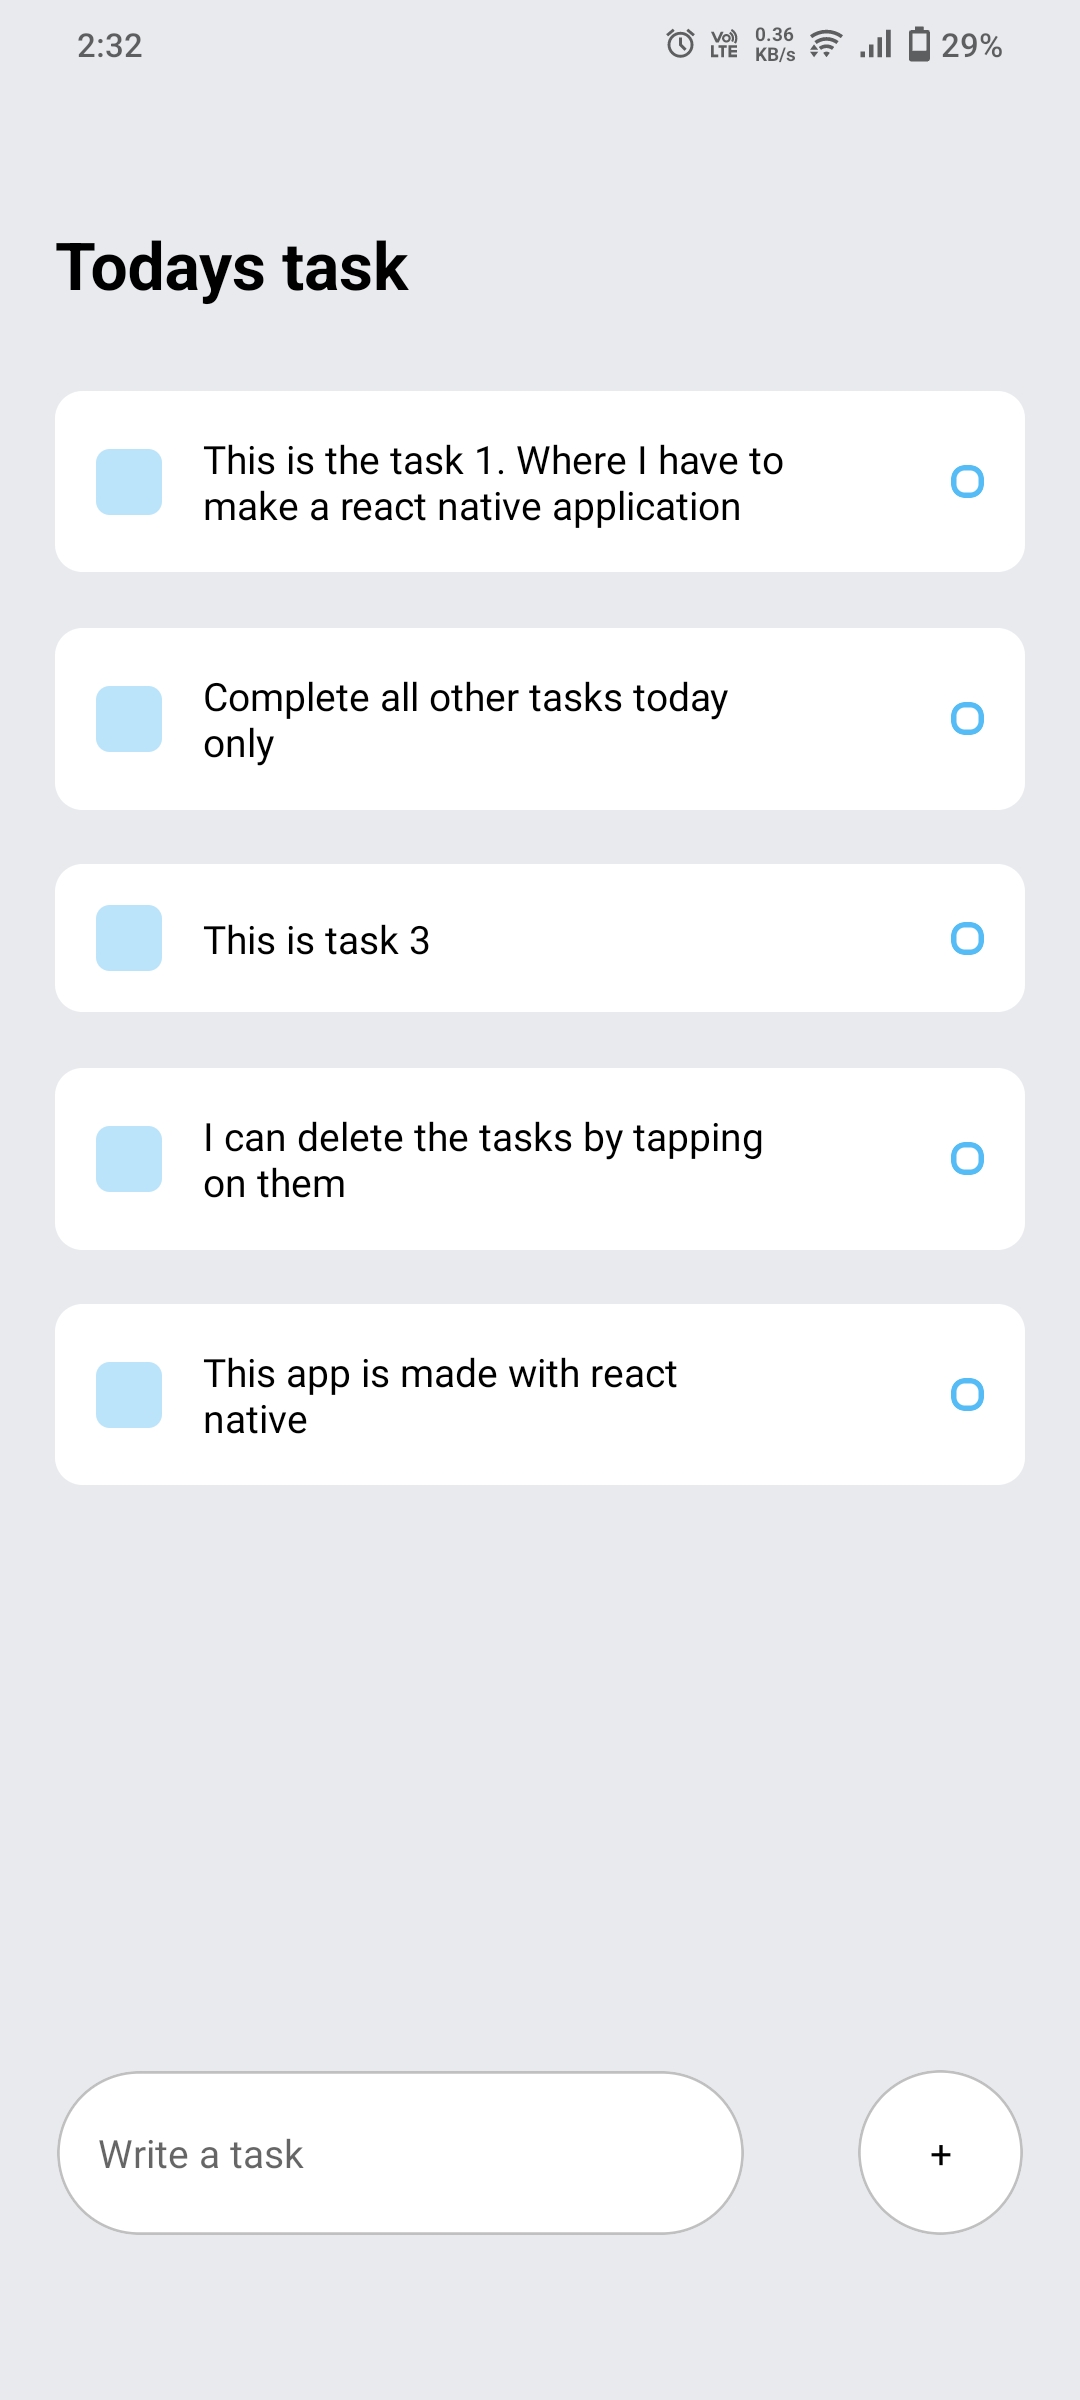 2:32
Vo)) LTE
0.36 KB/s
29%
Todays task
This is the task 1. Where I have to
make a react native application
Complete all other tasks today
only
This is task 3
I can delete the tasks by tapping
on them
This app is made with react
native
Write a task
+